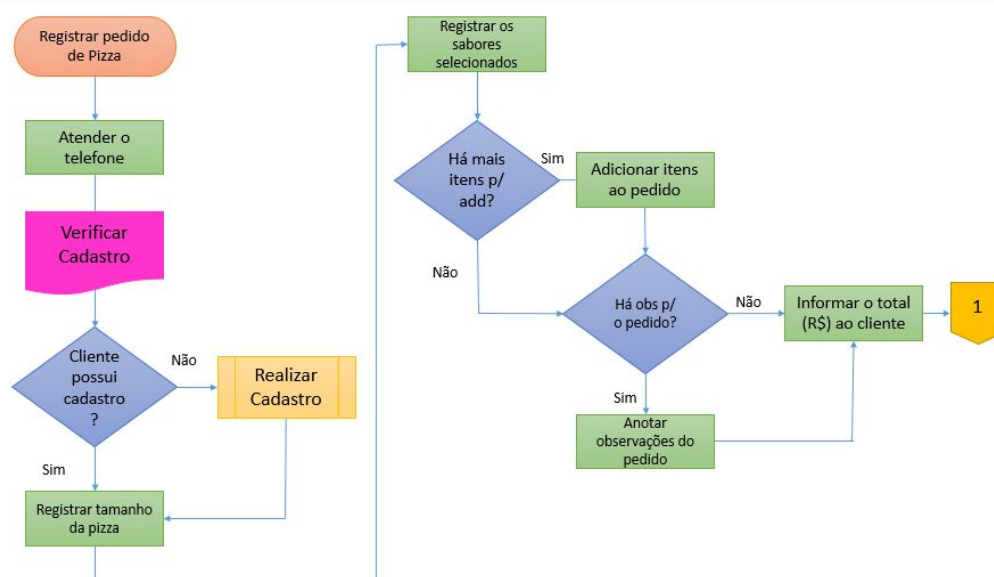 Registrar pedido
de Pizza
Atender o
telefone
Verificar
Cadastro
Cliente
possui
cadastro
?
Não
Realizar
Cadastro
Sim
Registrar tamanho
da pizza
Registrar os
sabores
selecionados
Há mais
itens p/
add?
Sim
Adicionar itens
ao pedido
Não
Há obs p/
o pedido?
Não
Informar o total
(R$) ao cliente
1
Sim
Anotar
observações do
pedido